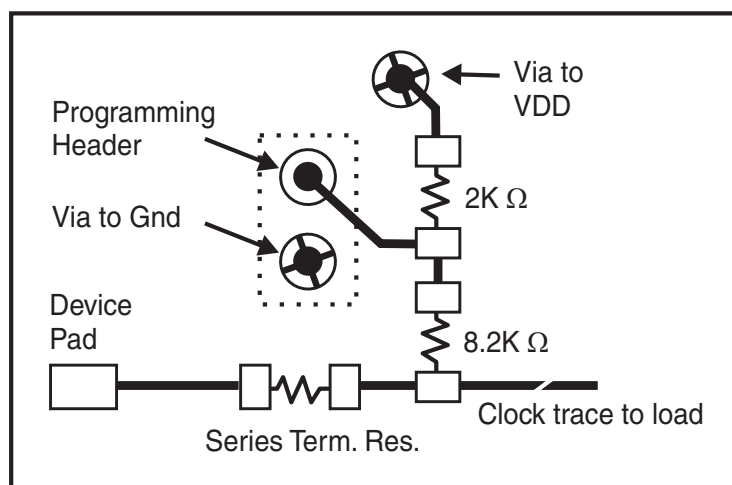 Via to
VDD
Programming
Header
2K Ω
Via to Gnd
Device
Pad
8.2K Ω
Clock trace to load
Series Term. Res.